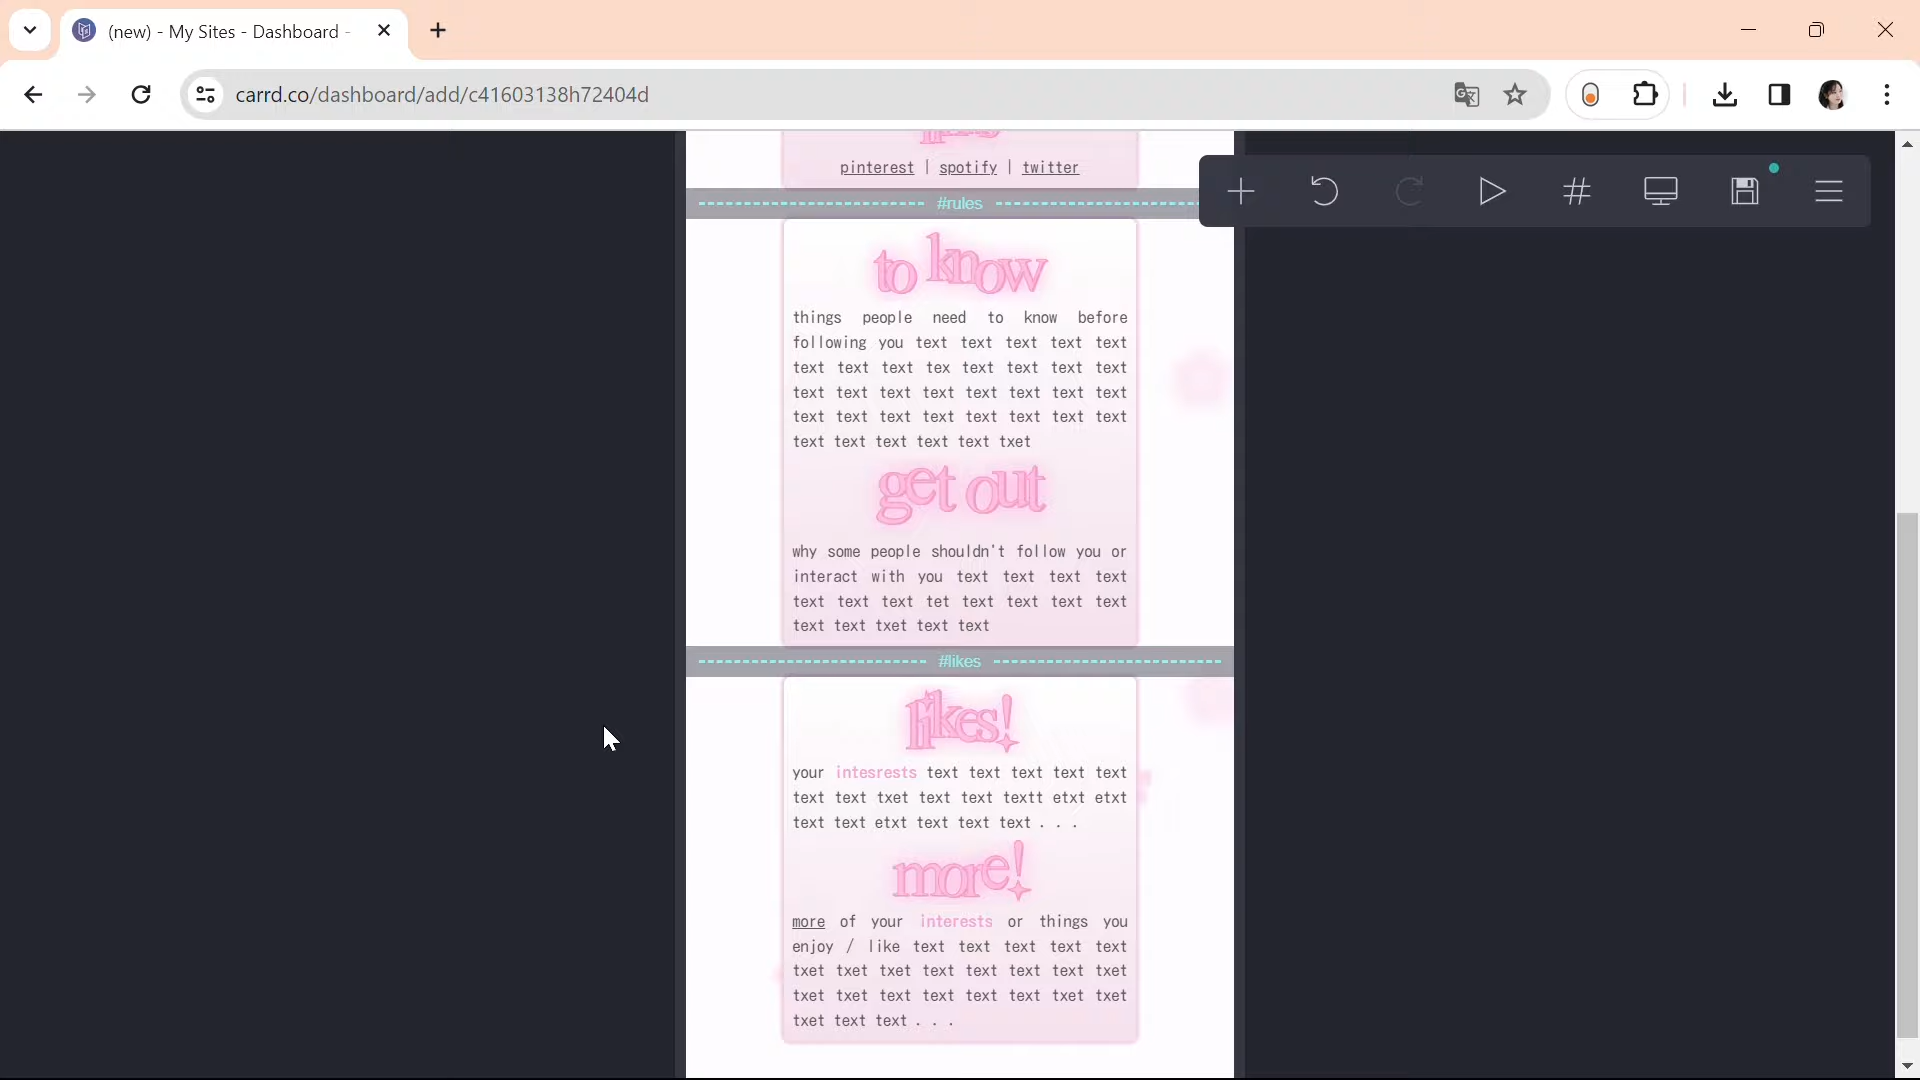 (new) - My Sites - Dashboard -
carrd.co/dashboard/add/c41603138h72404d
pinterest | spotify | twitter
#rules
to know
things people need to know before
following you text text text text text
text text text tex text text text text
text text text text text text text text
text text text text text text text text
text text text text text txet
get out
why some people shouldn't follow you or
interact with you text text text text
text text text tet text text text text
text text txet text text
#likes
likes!
your intesrests text text text text text
text text txet text text textt etxt etxt
text text etxt text text text . . .
more!
more of your interests or things you
enjoy / like text text text text text
txet txet txet text text text text txet
txet txet text text text text txet txet
txet text text . . .